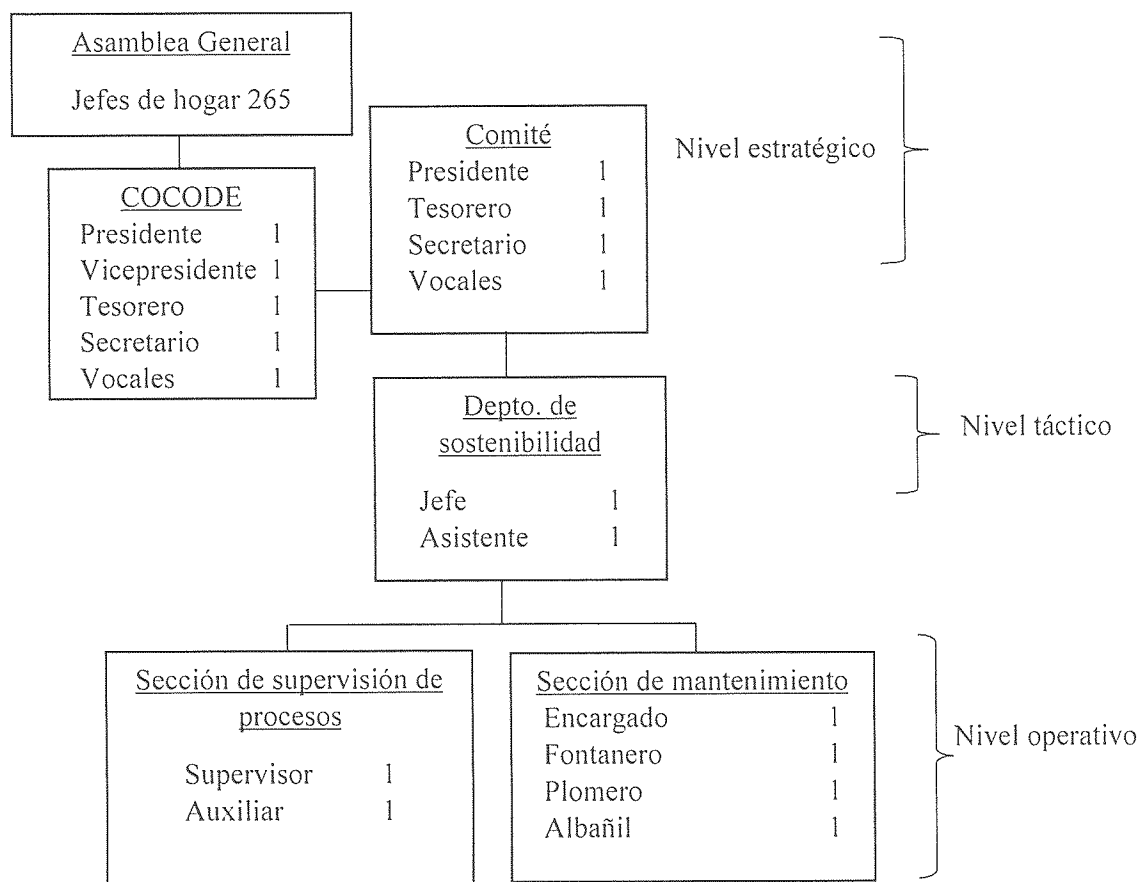 Asamblea General
Jefes de hogar 265
Comité
Presidente 1
Tesorero 1
Secretario 1
Vocales 1
Nivel estratégico
COCODE
Presidente 1
Vicepresidente 1
Tesorero 1
Secretario 1
Vocales 1
Depto. de
sostenibilidad
Jefe 1
Asistente 1
Nivel táctico
Sección de supervisión de
procesos
Supervisor 1
Auxiliar 1
Sección de mantenimiento
Encargado 1
Fontanero 1
Plomero 1
Albañil 1
Nivel operativo